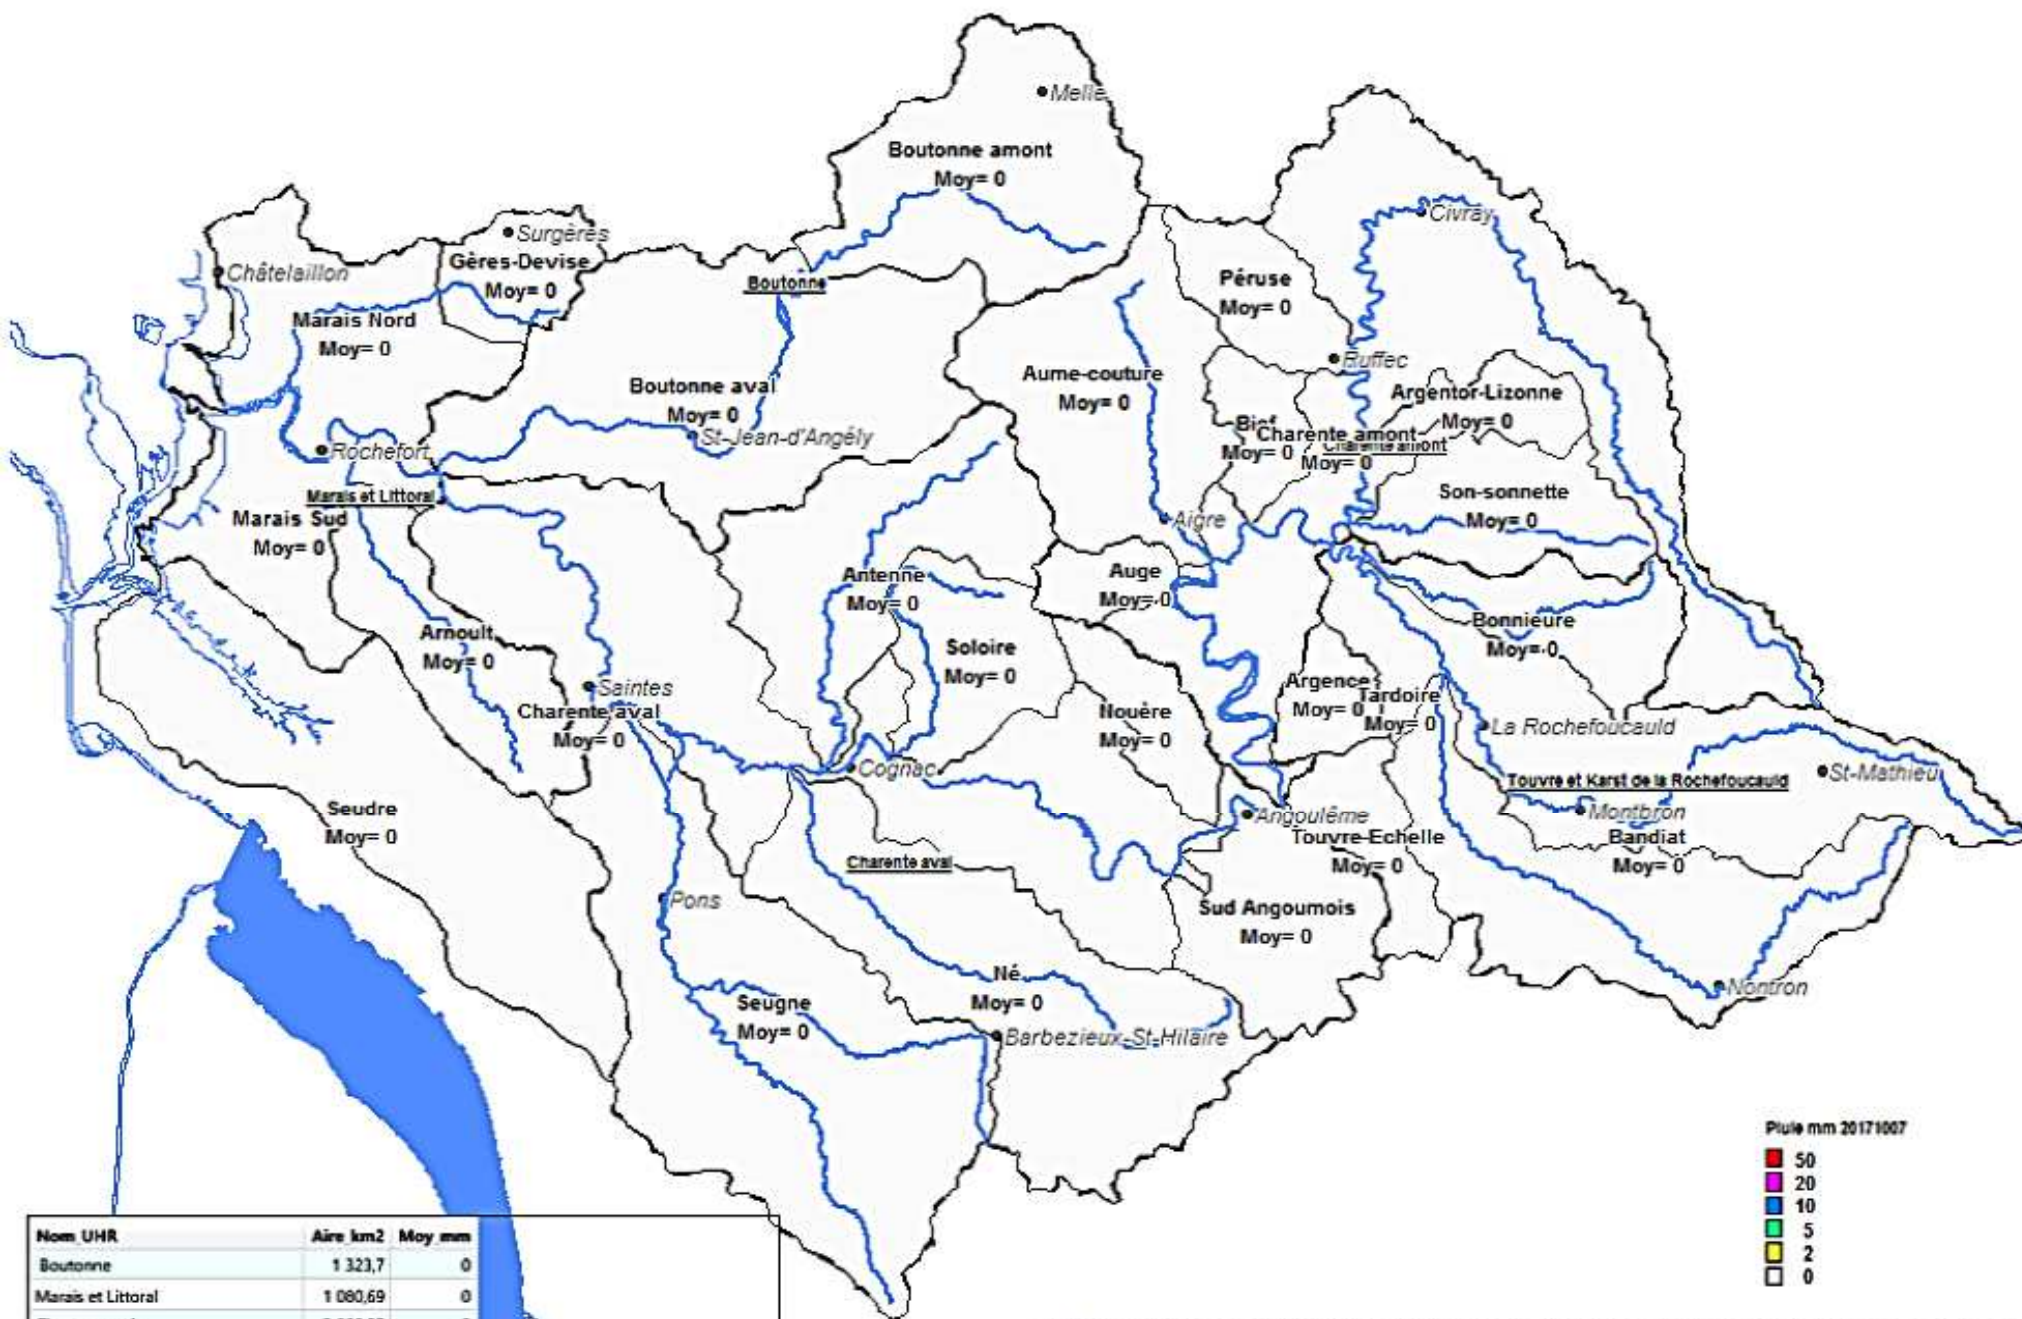 Melle
Boutonne amont
Moy= 0
Civray
Surgères
Gères-Devise
Moy= 0
Châtelaillon
Boutonne
Péruse
Moy= 0
Marais Nord
Moy= 0
Ruffec
Aume-couture
Moy= 0
Boutonne aval
Moy= 0
Argentor-Lizonne
Moy= 0
St-Jean-d'Angély
Bief
Moy= 0
Charente amont
Charente amont
Moy= 0
Rochefort
Marais et Littoral
Son-sonnette
Moy= 0
Marais Sud
Moy= 0
Aigre
Antenne
Moy= 0
Auge
Moy= 0
Arnoult
Moy= 0
Soloire
Moy= 0
Bonnieure
Moy= 0
Saintes
Charente aval
Moy= 0
Nouère
Moy= 0
Argence
Moy= 0
Tardoire
Moy= 0
La Rochefoucauld
Cognac
Touvre et Karst de la Rochefoucauld
St-Mathieu
Seudre
Moy= 0
Angoulême
Montbron
Touvre-Echelle
Moy= 0
Bandiat
Moy= 0
Charente aval
Pons
Sud Angoumois
Moy= 0
Né
Moy= 0
Seugne
Moy= 0
Nontron
Barbezieux-St-Hilaire
Pluie mm 20171007
50
20
10
5
2
0
Nom_UHR Aire_km2 Moy_mm
Boutonne 1 323,7 0
Marais et Littoral 1 080,69 0